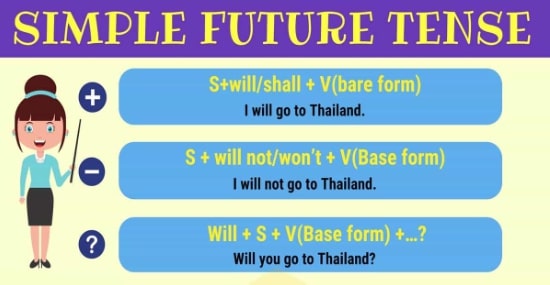 SIMPLE FUTURE TENSE
+
S+will/shall + V(bare form)
I will go to Thailand.
−
S + will not/won't + V(Base form)
I will not go to Thailand.
?
Will + S + V(Base form) +...?
Will you go to Thailand?